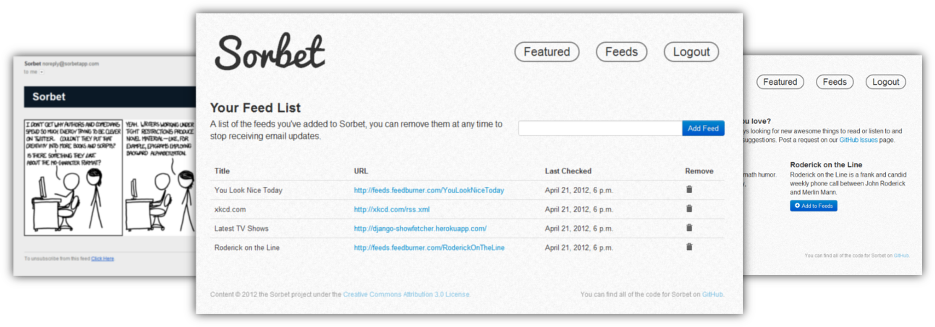 Sorbet noreply@sorbetapp.com
to me
Sorbet
I DON'T GET WHY AUTHORS AND COMEDIANS
SPEND SO MUCH ENERGY TRYING TO BE CLEVER
ON TWITTER. COULDN'T THEY PUT THAT
CREATIVITY INTO MORE BOOKS AND SCRIPTS?
IS THERE SOMETHING THEY LIKE
ABOUT THE 140-CHARACTER FORMAT?
YEAH. WRITERS WORKING UNDER
TIGHT RESTRICTIONS PRODUCE
NOVEL MATERIAL—LIKE, FOR
EXAMPLE, EPIGRAMS EMPLOYING
BACKWARD ALPHABETIZATION.
To unsubscribe from this feed Click Here
Sorbet
Featured Feeds Logout
Your Feed List
A list of the feeds you've added to Sorbet, you can remove them at any time to
stop receiving email updates.
Add Feed
Title URL Last Checked Remove
You Look Nice Today http://feeds.feedburner.com/YouLookNiceToday April 21, 2012, 6 p.m.
xkcd.com http://xkcd.com/rss.xml April 21, 2012, 6 p.m.
Latest TV Shows http://django-showfetcher.herokuapp.com/ April 21, 2012, 6 p.m.
Roderick on the Line http://feeds.feedburner.com/RoderickOnTheLine April 21, 2012, 6 p.m.
Content © 2012 the Sorbet project under the Creative Commons Attribution 3.0 License.
You can find all of the code for Sorbet on GitHub.
Featured Feeds Logout
u love?
ys looking for new awesome things to read or listen to and
suggestions. Post a request on our GitHub Issues page.
math humor.
Roderick on the Line
Roderick on the Line is a frank and candid
weekly phone call between John Roderick
and Merlin Mann.
Add to Feeds
You can find all of the code for Sorbet on GitHub.